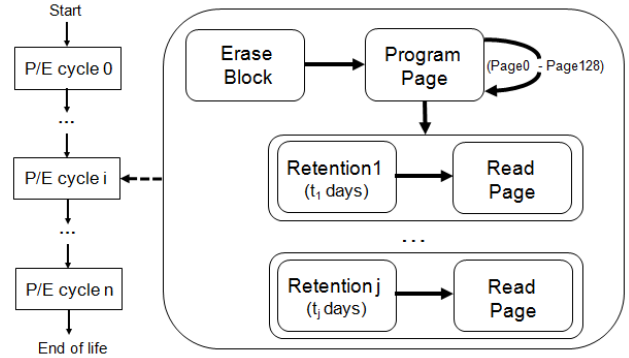 Start
P/E cycle 0
...
P/E cycle i
...
P/E cycle n
End of life
Erase
Block
Program
Page
(Page0 - Page128)
Retention1
(t1 days)
Read
Page
...
Retention j
(tj days)
Read
Page